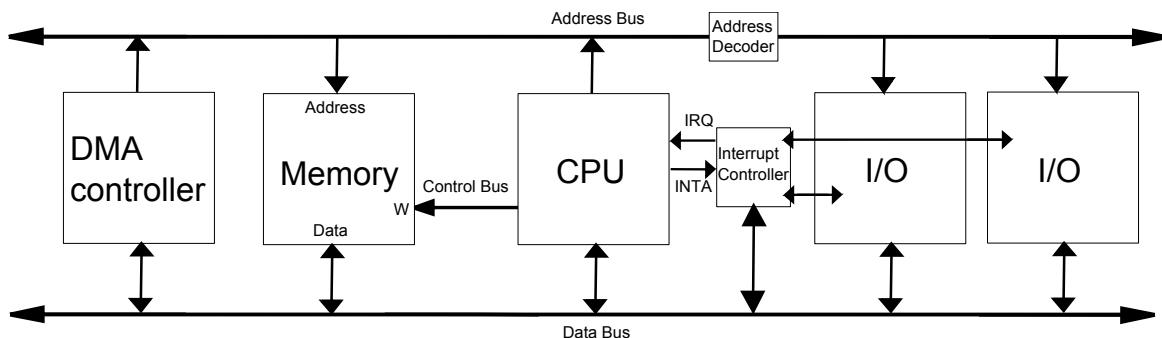 Address Bus
Address
Decoder
DMA
controller
Address
Memory
W
Data
Control Bus
CPU
IRQ
INTA
Interrupt
Controller
I/O
I/O
Data Bus